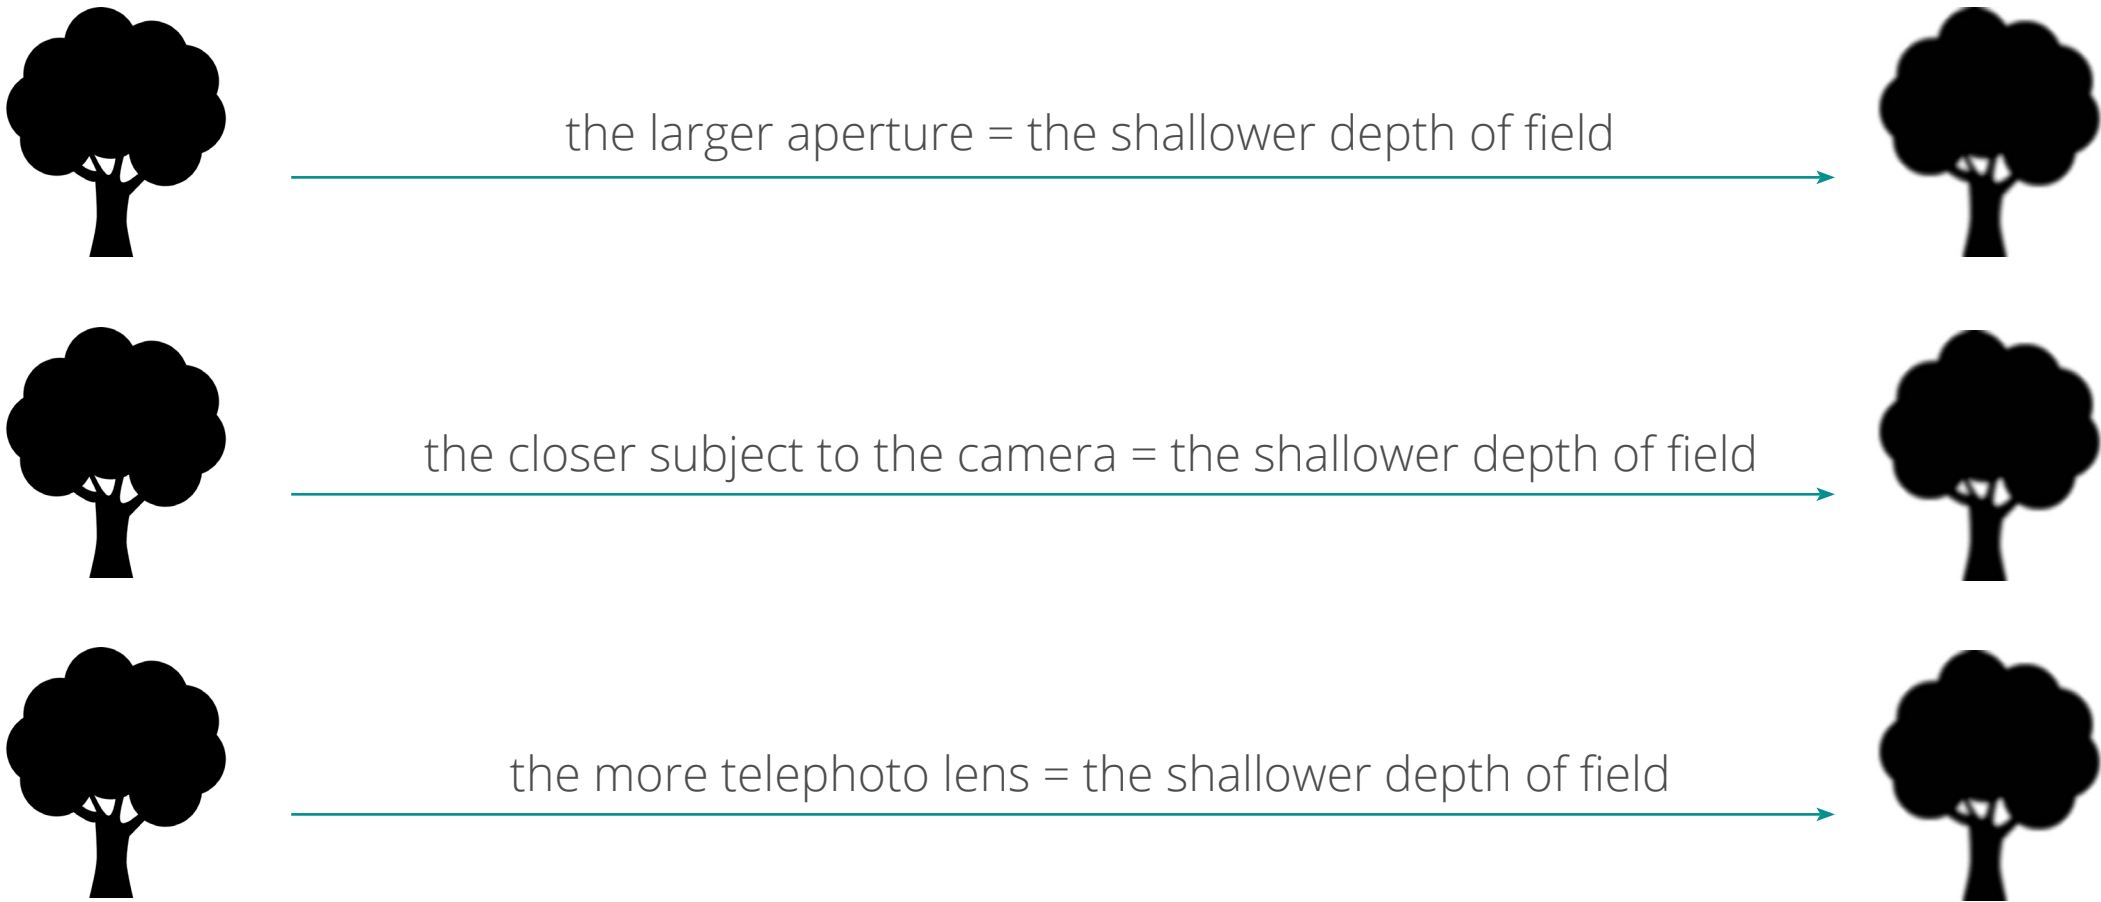 the larger aperture = the shallower depth of field
the closer subject to the camera = the shallower depth of field
the more telephoto lens = the shallower depth of field